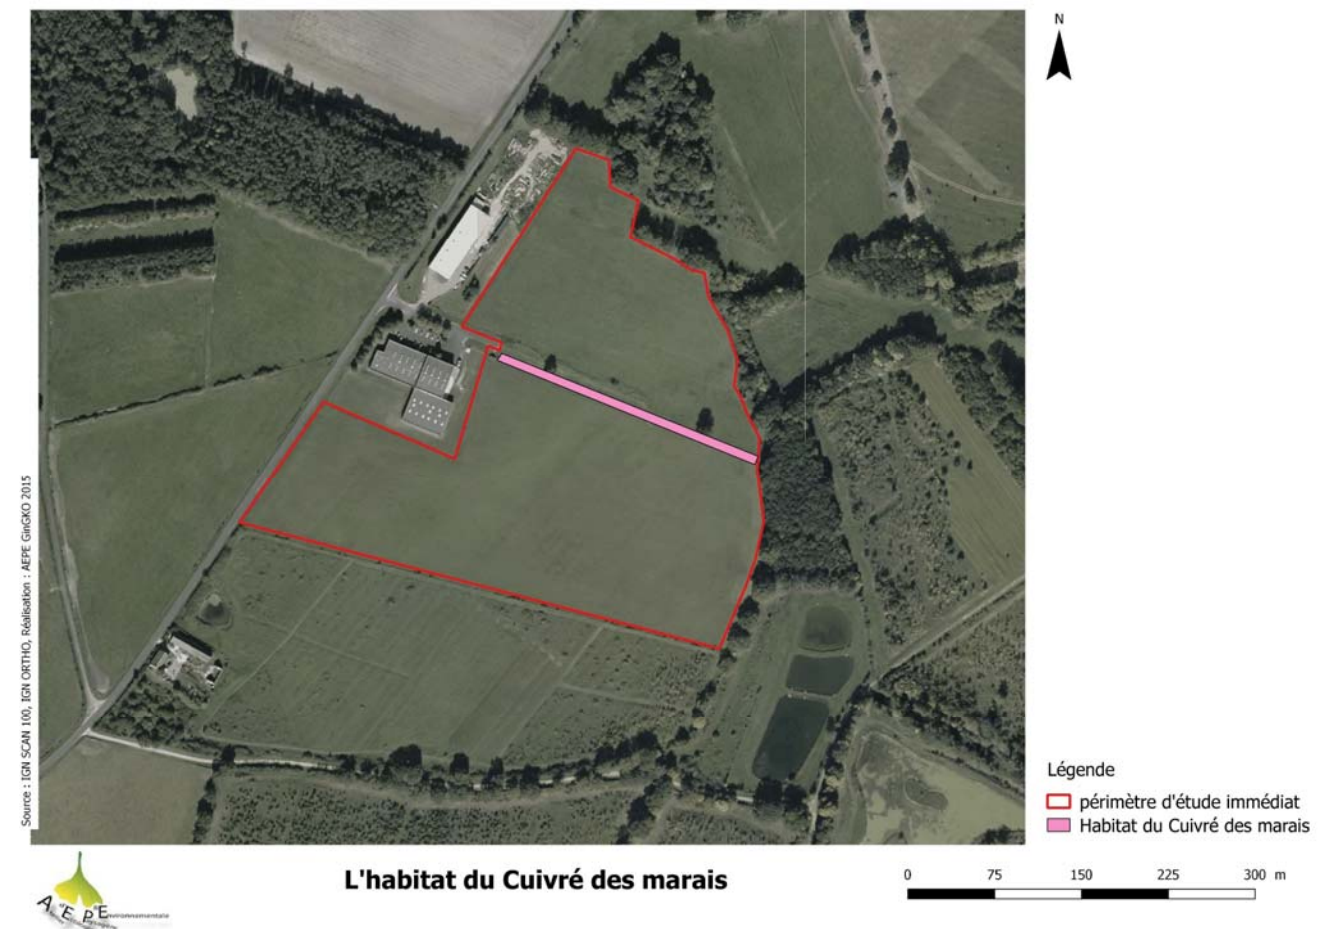 N
Source : IGN SCAN 100, IGN ORTHO, Réalisation : AEPE GinGKO 2015
Légende
périmètre d'étude immédiat
Habitat du Cuivré des marais
L'habitat du Cuivré des marais
0 75 150 225 300 m
A E P E nvironnementale